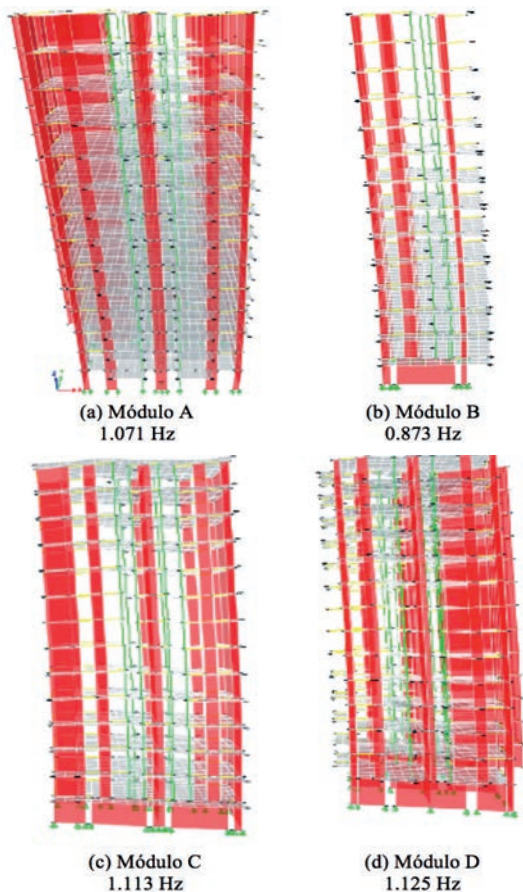 (a) Módulo A
1.071 Hz
(b) Módulo B
0.873 Hz
(c) Módulo C
1.113 Hz
(d) Módulo D
1.125 Hz